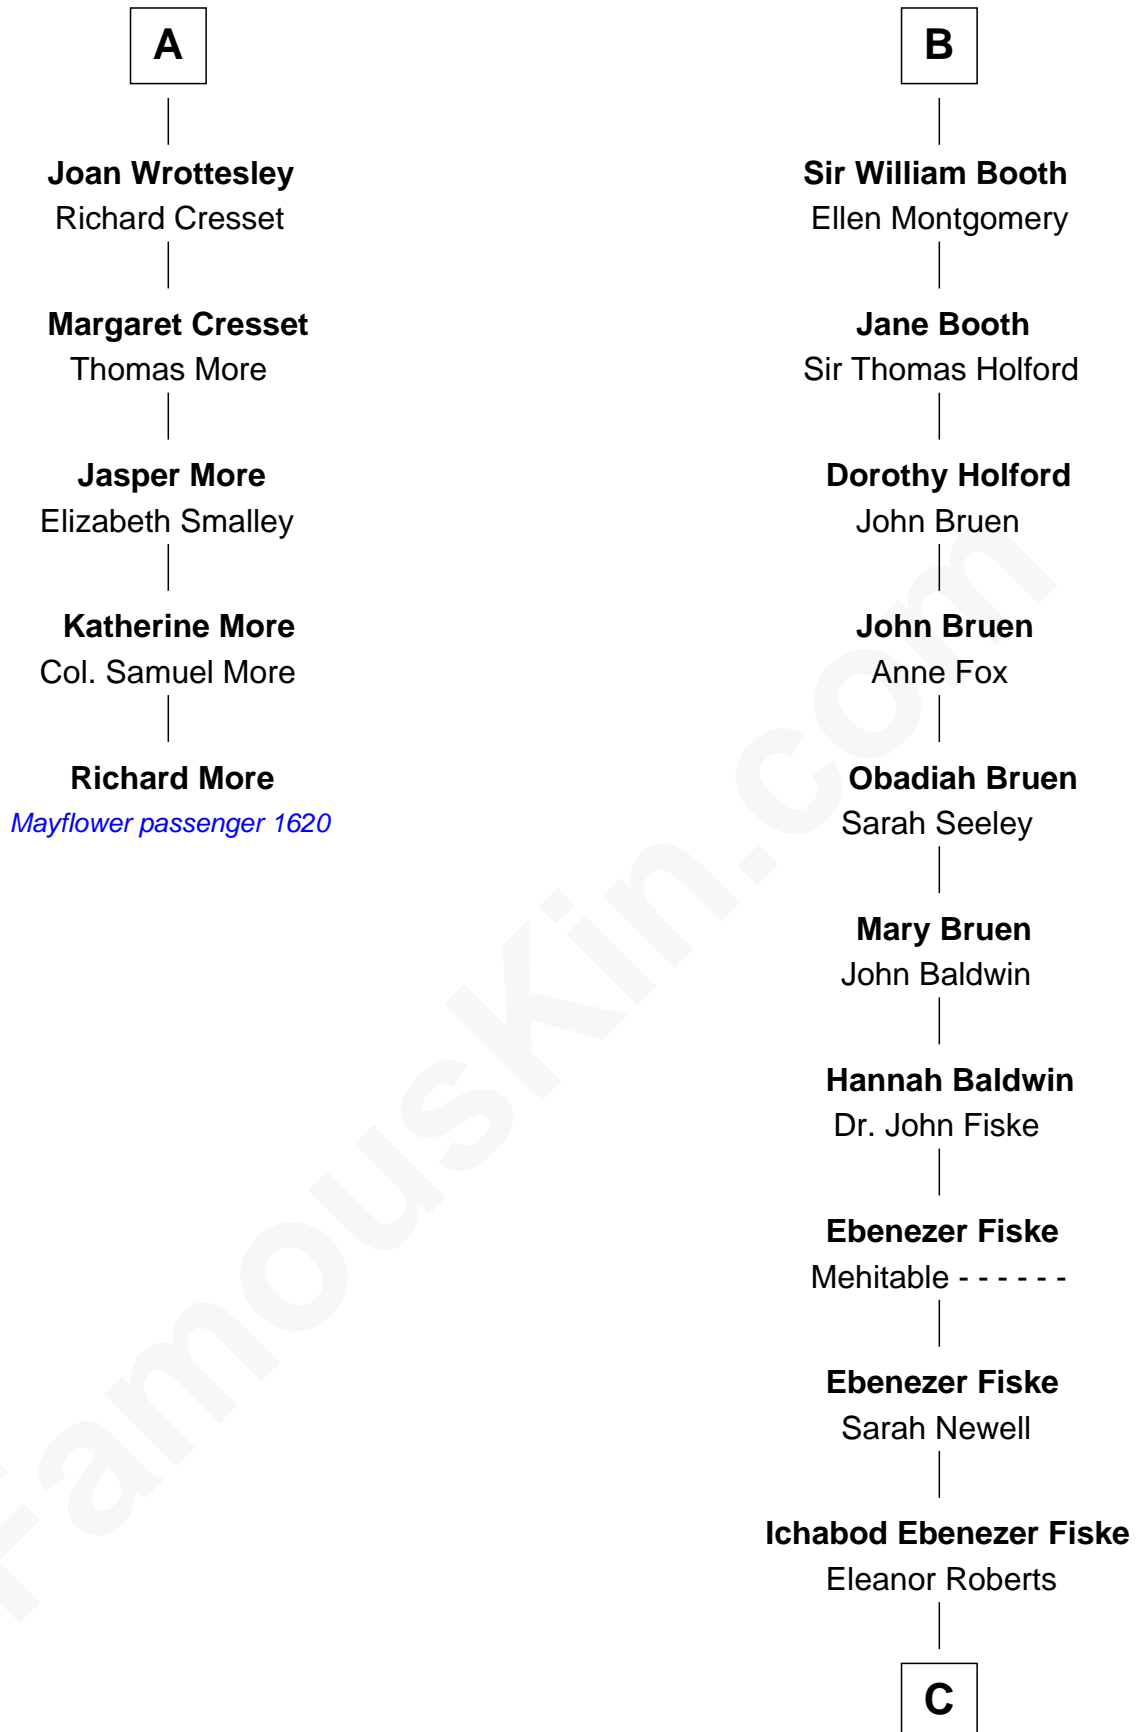 A
Joan Wrottesley
Richard Cresset
Margaret Cresset
Thomas More
Jasper More
Elizabeth Smalley
Katherine More
Col. Samuel More
Richard More
Mayflower passenger 1620
B
Sir William Booth
Ellen Montgomery
Jane Booth
Sir Thomas Holford
Dorothy Holford
John Bruen
John Bruen
Anne Fox
Obadiah Bruen
Sarah Seeley
Mary Bruen
John Baldwin
Hannah Baldwin
Dr. John Fiske
Ebenezer Fiske
Mehitable - - - - - -
Ebenezer Fiske
Sarah Newell
Ichabod Ebenezer Fiske
Eleanor Roberts
C
FamousKin.com